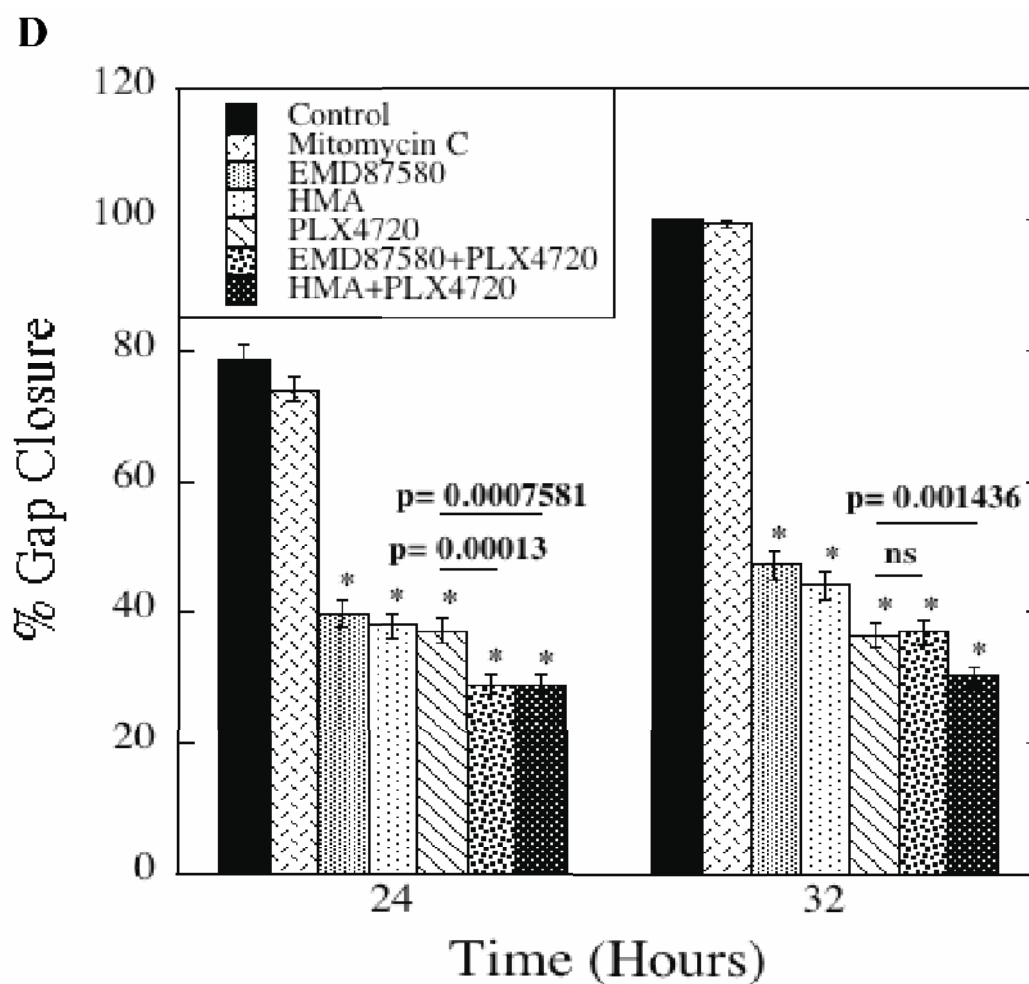 D
120
100
80
60
40
20
0
% Gap Closure
Control
Mitomycin C
EMD87580
HMA
PLX4720
EMD87580+PLX4720
HMA+PLX4720
p= 0.0007581
p= 0.00013
* * * * *
p= 0.001436
ns
* * * * *
24 32
Time (Hours)